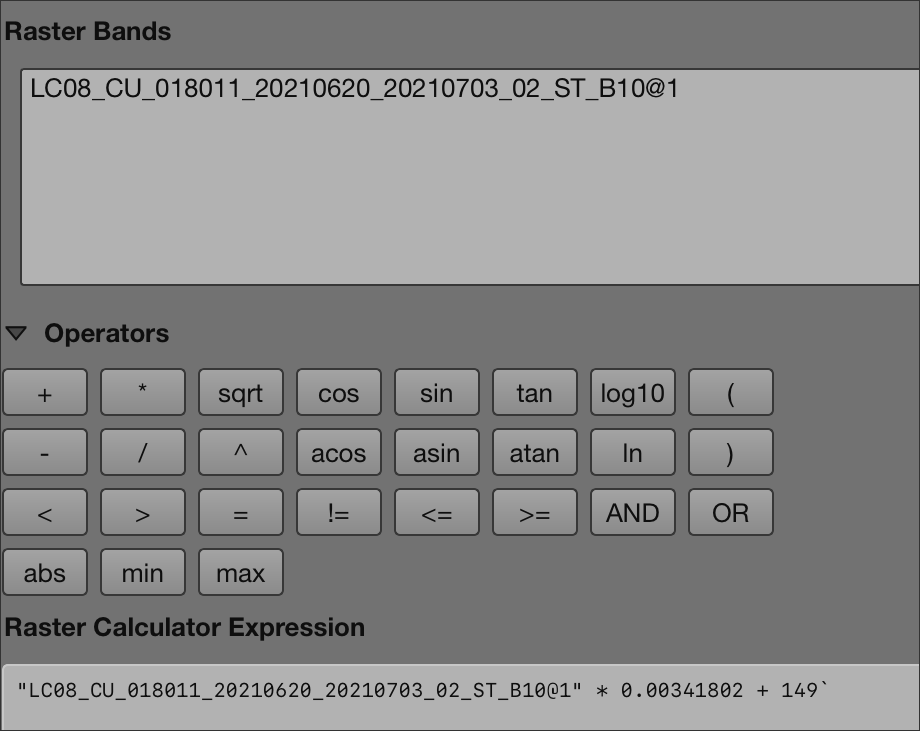 Raster Bands
LC08_CU_018011_20210620_20210703_02_ST_B10@1
Operators
+ * sqrt cos sin tan log10 (
- / ^ acos asin atan ln )
< > = != <= >= AND OR
abs min max
Raster Calculator Expression
"LC08_CU_018011_20210620_20210703_02_ST_B10@1" * 0.00341802 + 149`